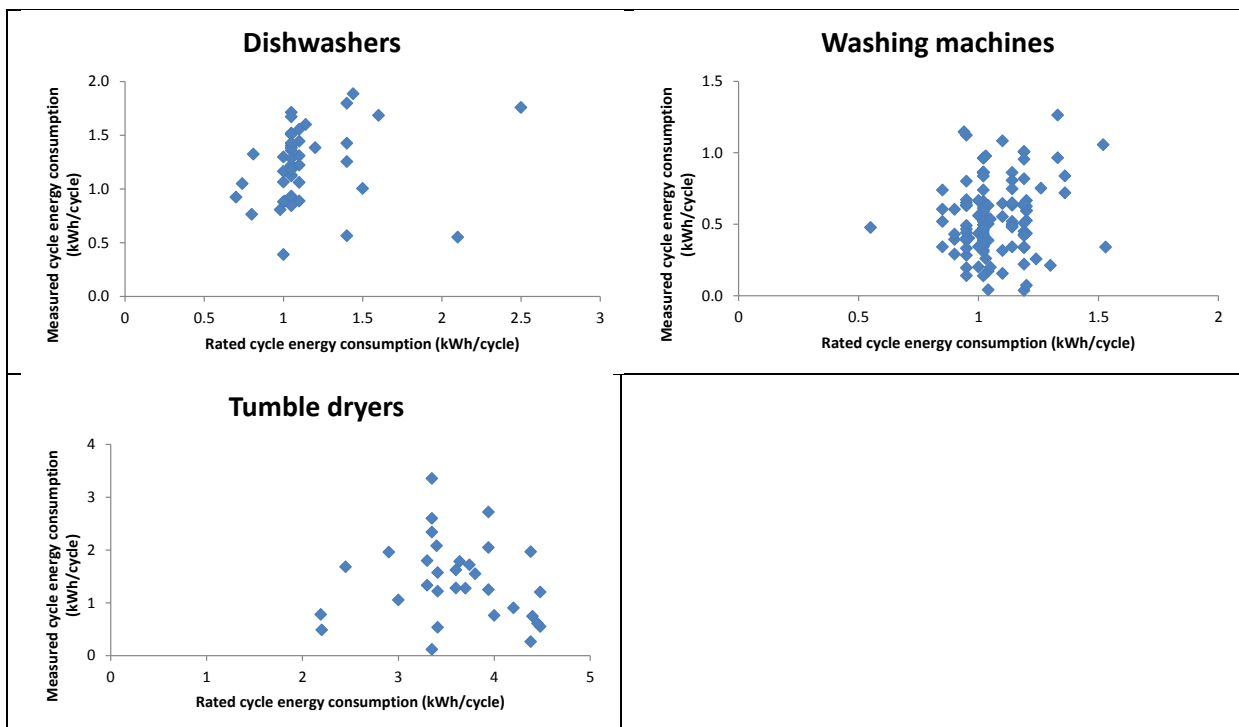 Dishwashers
Measured cycle energy consumption
(kWh/cycle)
2.0
1.5
1.0
0.5
0.0
0
0.5
1
1.5
2
2.5
3
Rated cycle energy consumption (kWh/cycle)
Washing machines
Measured cycle energy consumption
(kWh/cycle)
1.5
1.0
0.5
0.0
0
0.5
1
1.5
2
Rated cycle energy consumption (kWh/cycle)
Tumble dryers
Measured cycle energy consumption
(kWh/cycle)
4
3
2
1
0
0
1
2
3
4
5
Rated cycle energy consumption (kWh/cycle)